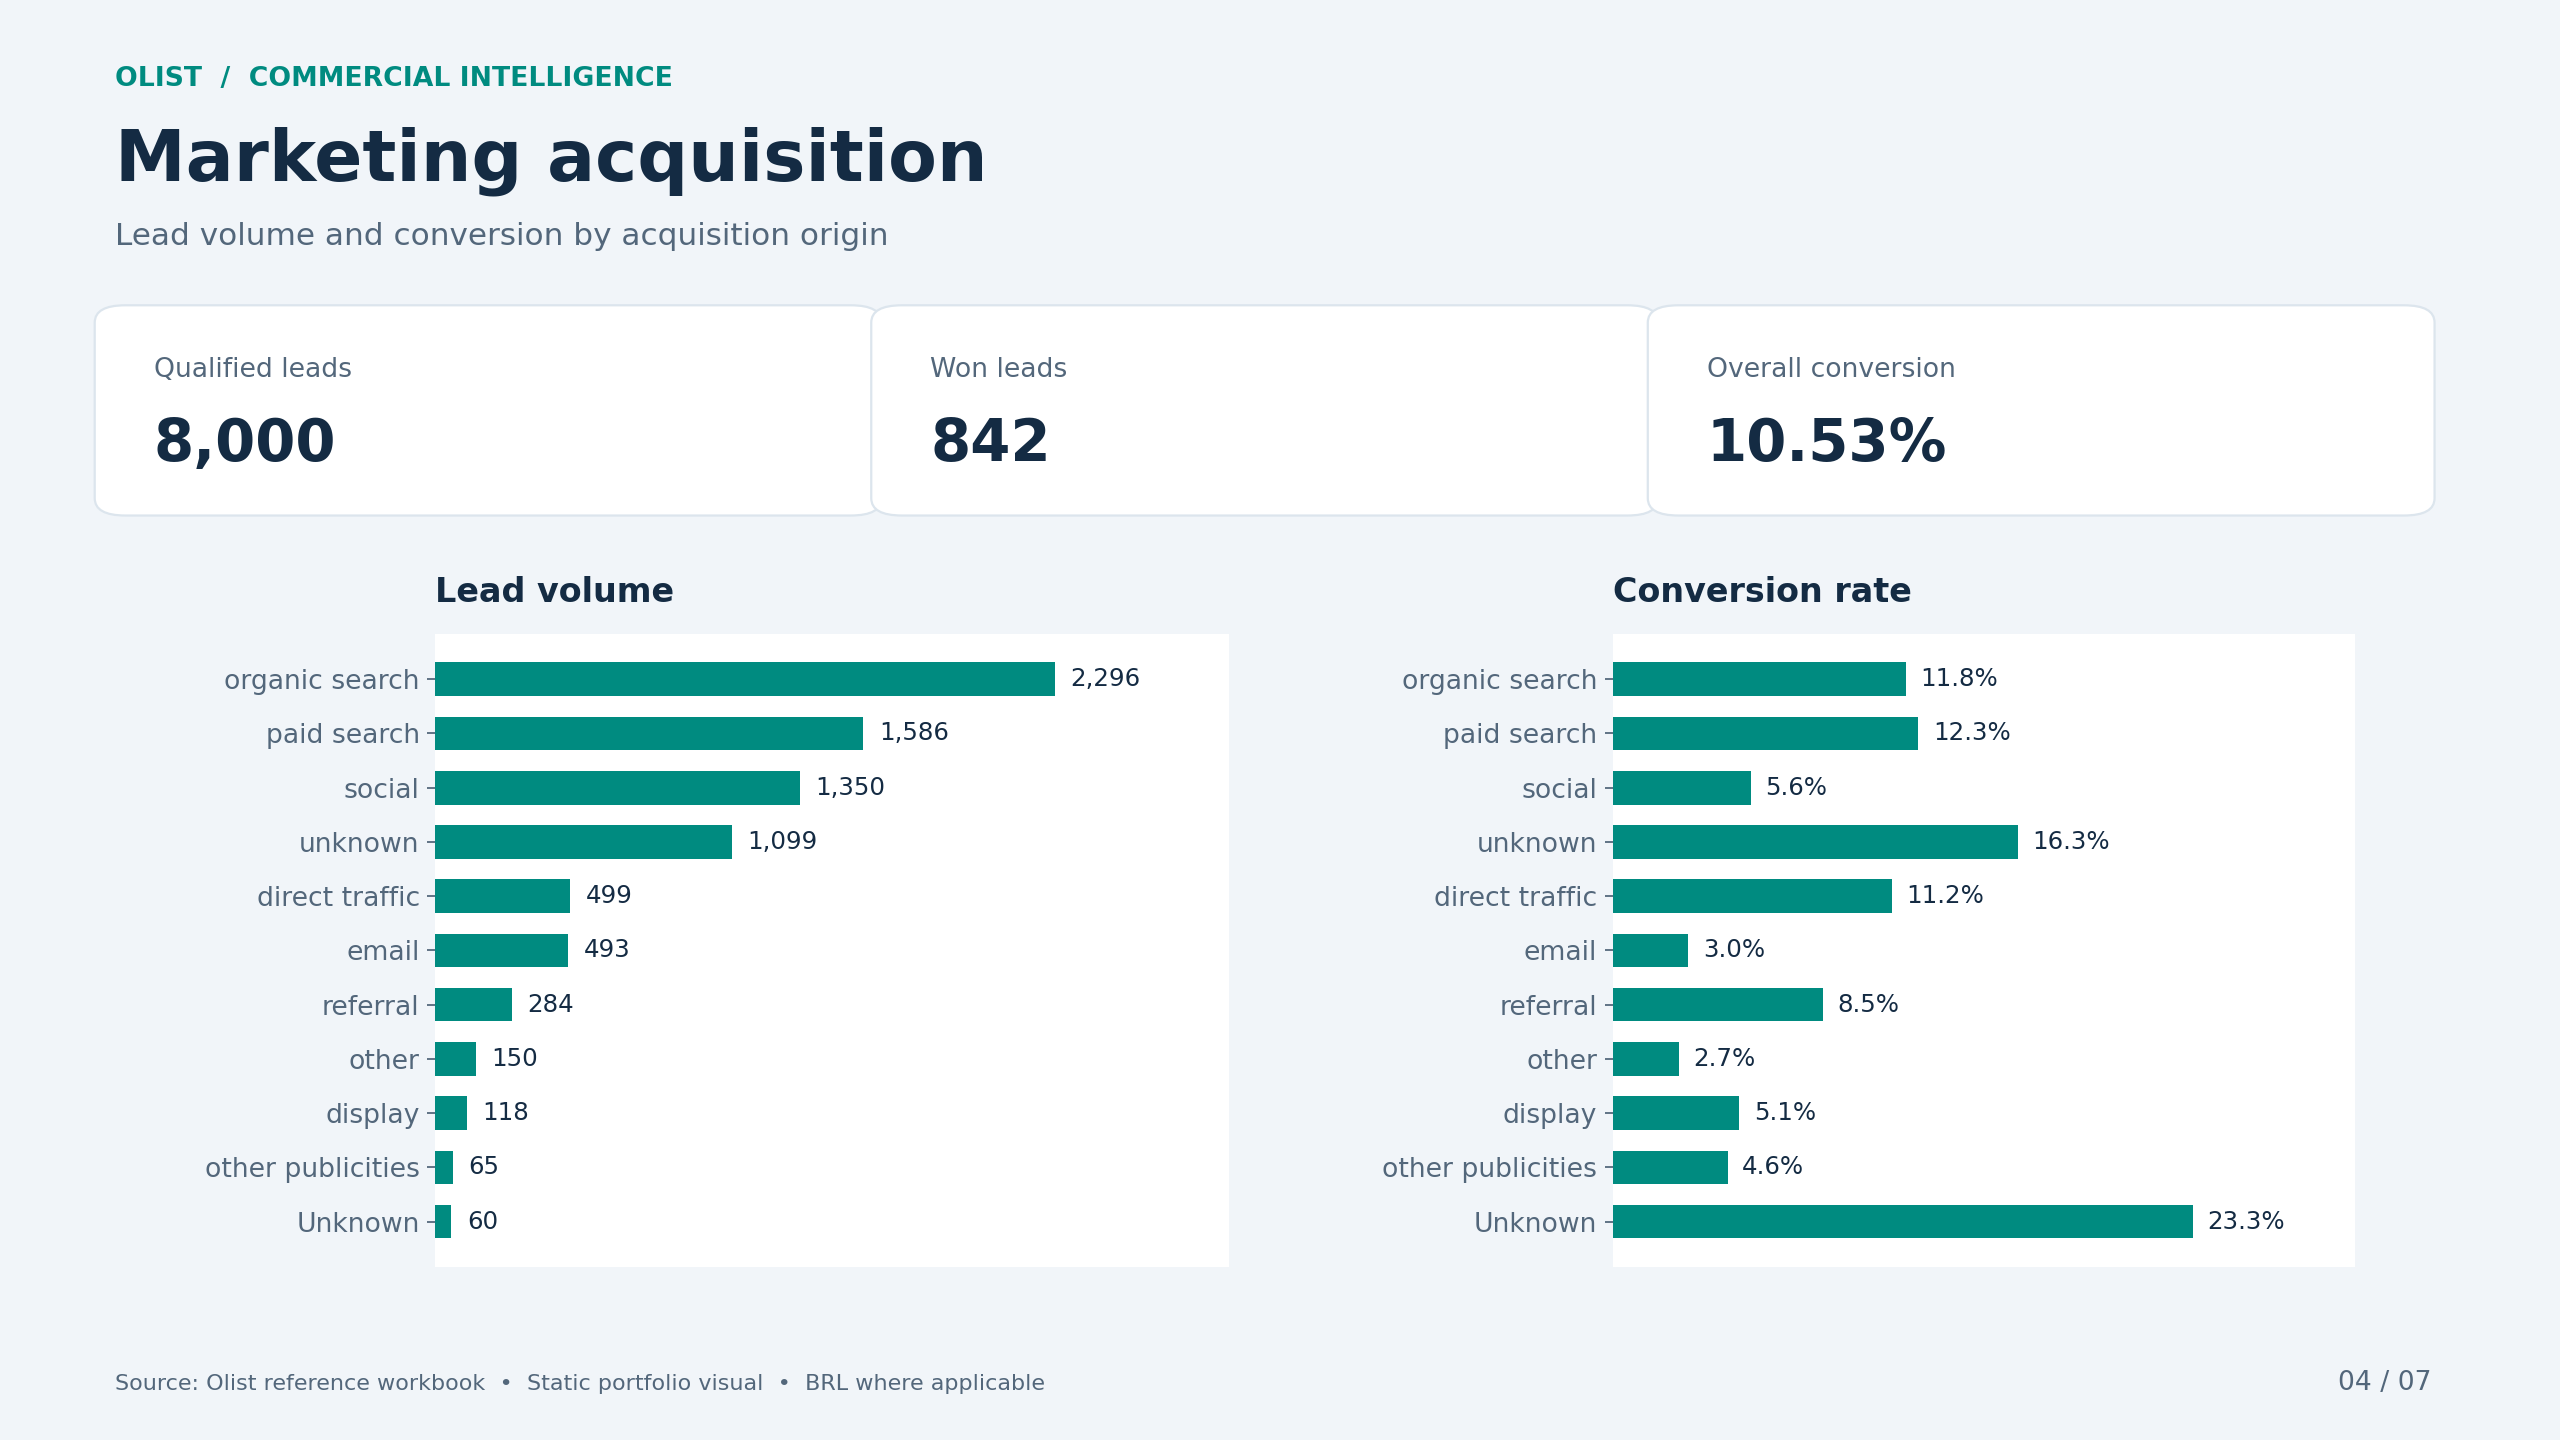 OLIST / COMMERCIAL INTELLIGENCE
Marketing acquisition
Lead volume and conversion by acquisition origin
Qualified leads
8,000
Won leads
842
Overall conversion
10.53%
Lead volume
organic search 2,296
paid search 1,586
social 1,350
unknown 1,099
direct traffic 499
email 493
referral 284
other 150
display 118
other publicities 65
Unknown 60
Conversion rate
organic search 11.8%
paid search 12.3%
social 5.6%
unknown 16.3%
direct traffic 11.2%
email 3.0%
referral 8.5%
other 2.7%
display 5.1%
other publicities 4.6%
Unknown 23.3%
Source: Olist reference workbook • Static portfolio visual • BRL where applicable
04 / 07